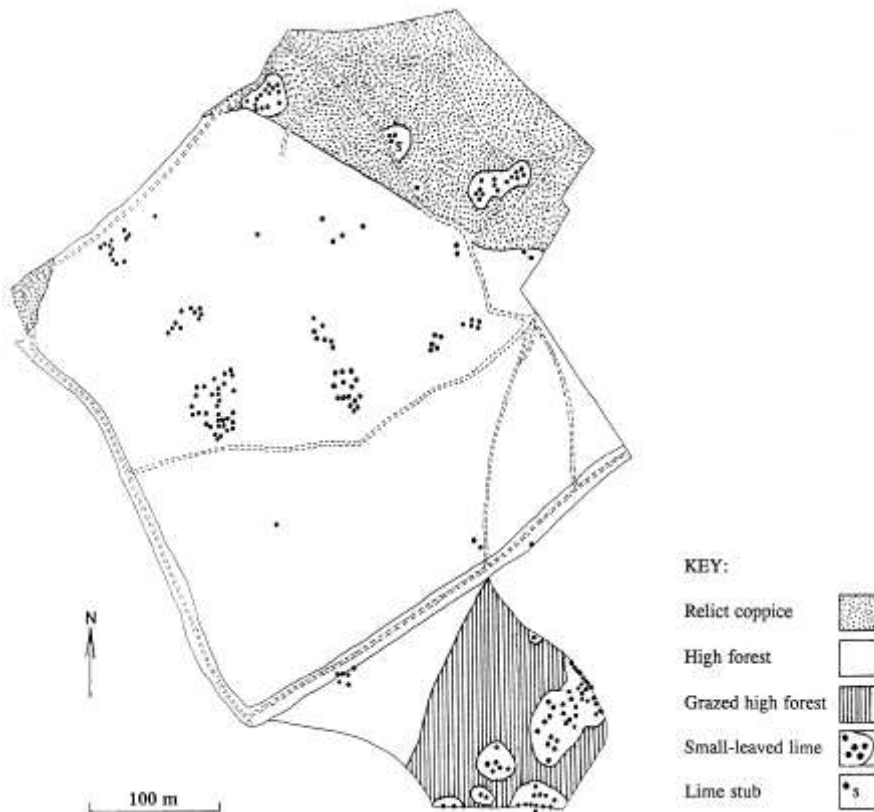 S
N
100 m
KEY:
Relict coppice
High forest
Grazed high forest
Small-leaved lime
Lime stub
s